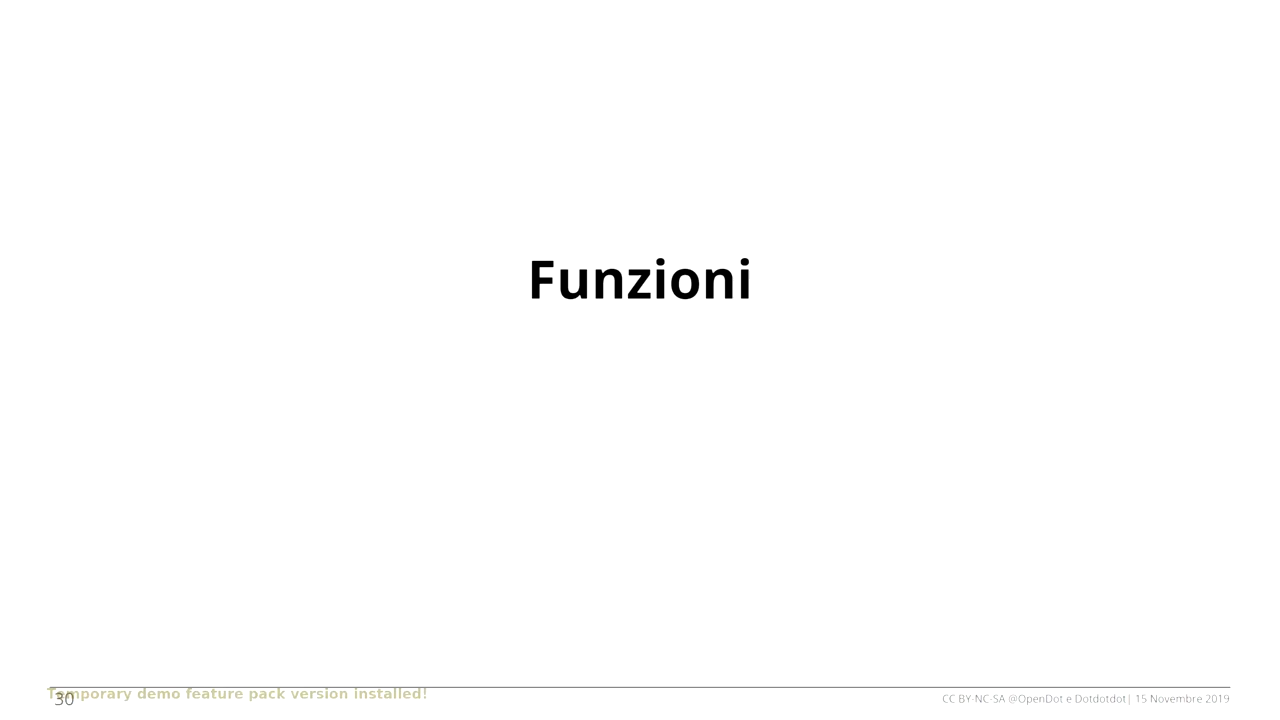 Funzioni
Temporary demo feature pack version installed!
30
CC BY-NC-SA @OpenDot e Dotdotdot| 15 Novembre 2019